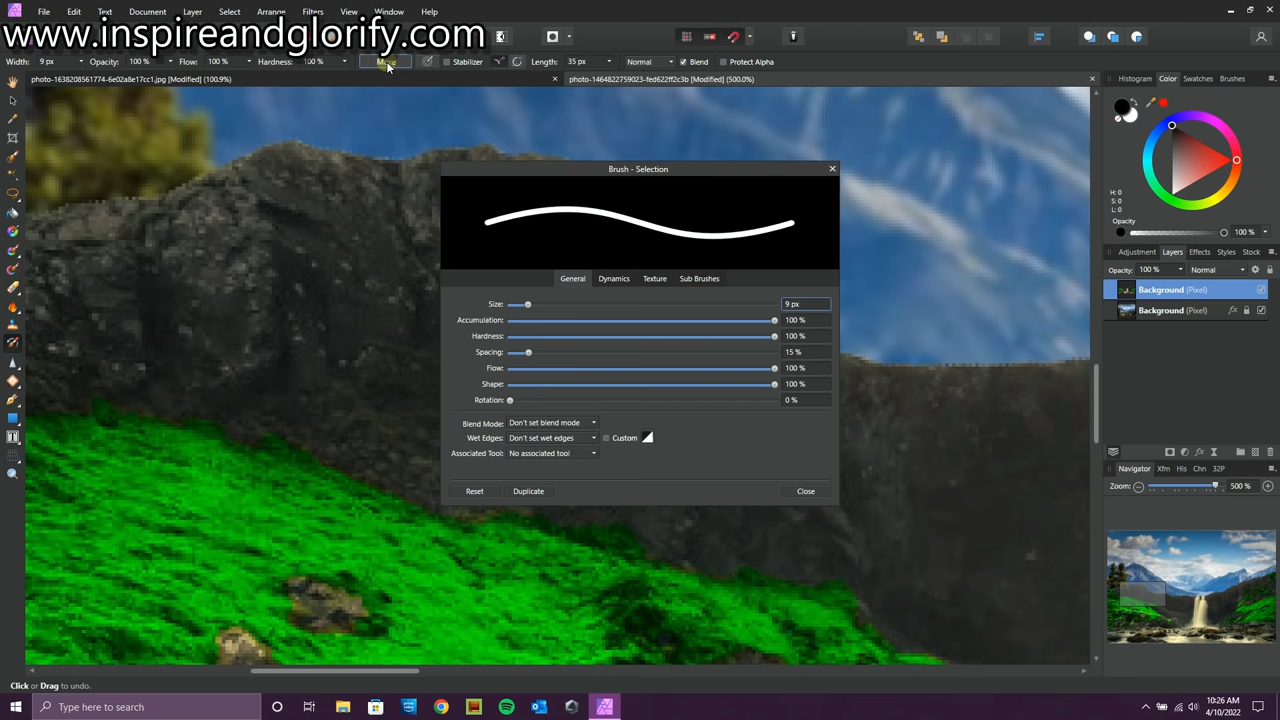 File Edit Text Document Layer Select Arrange Filters View Window Help
www.inspireandglorify.com
Width: 9 px Opacity: 100 % Flow: 100 % Hardness: 100 % More Stabilizer Length: 35 px Normal Blend Protect Alpha
photo-1638208561774-6e02a8e17cc1.jpg [Modified] (100.9%) photo-1464822759023-fed622ff2c3b [Modified] (500.0%)
Histogram Color Swatches Brushes
Brush - Selection
H: 0
S: 0
L: 0
Opacity
100 %
Adjustment Layers Effects Styles Stock
Opacity: 100 % Normal
Background (Pixel)
Background (Pixel)
General Dynamics Texture Sub Brushes
Size: 9 px
Accumulation: 100 %
Hardness: 100 %
Spacing: 15 %
Flow: 100 %
Shape: 100 %
Rotation: 0 %
Blend Mode: Don't set blend mode
Wet Edges: Don't set wet edges Custom
Associated Tool: No associated tool
Reset Duplicate Close
Navigator Xfm His Chn 32P
Zoom: 500 %
Click or Drag to undo.
Type here to search
10:26 AM
4/10/2022